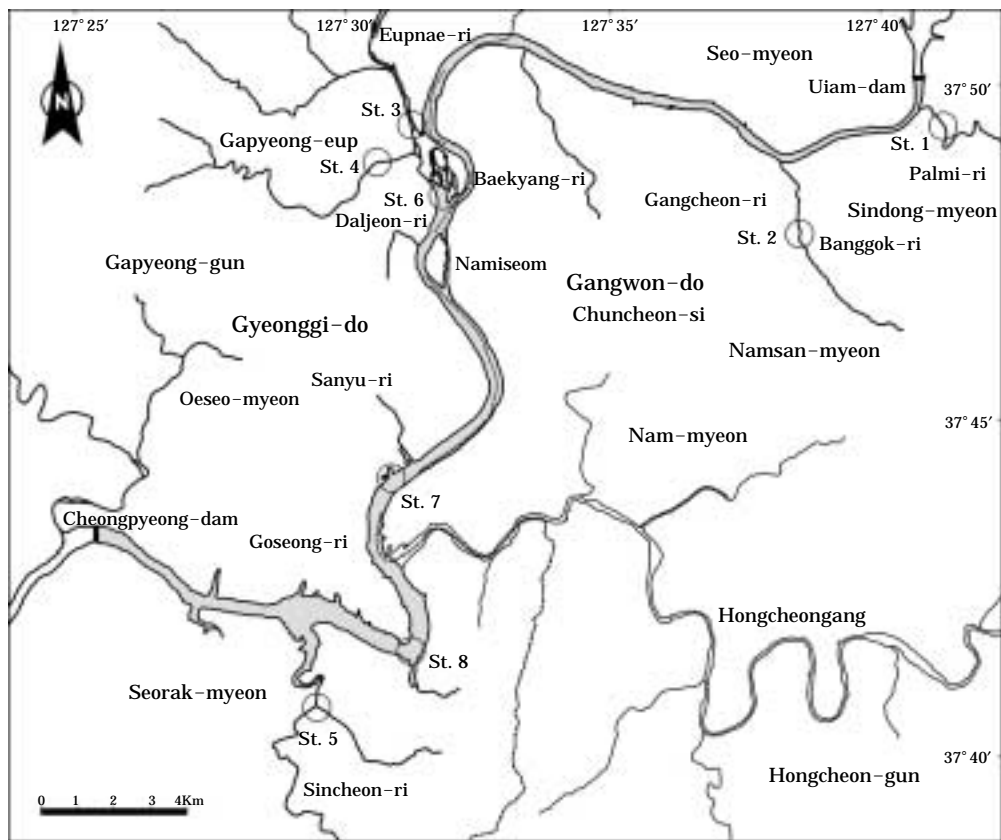 127° 25′
127° 30′
127° 35′
127° 40′
Eupnae-ri
Seo-myeon
Uiam-dam
37° 50′
N
St. 3
Gapyeong-eup
St. 4
St. 1
Palmi-ri
Baekyang-ri
Gangcheon-ri
St. 6
Daljeon-ri
Sindong-myeon
St. 2
Banggok-ri
Gapyeong-gun
Namiseom
Gangwon-do
Chuncheon-si
Gyeonggi-do
Namsan-myeon
Sanyu-ri
Oeseo-myeon
37° 45′
Nam-myeon
St. 7
Cheongpyeong-dam
Goseong-ri
Hongcheongang
St. 8
Seorak-myeon
St. 5
37° 40′
Sincheon-ri
Hongcheon-gun
0 1 2 3 4Km